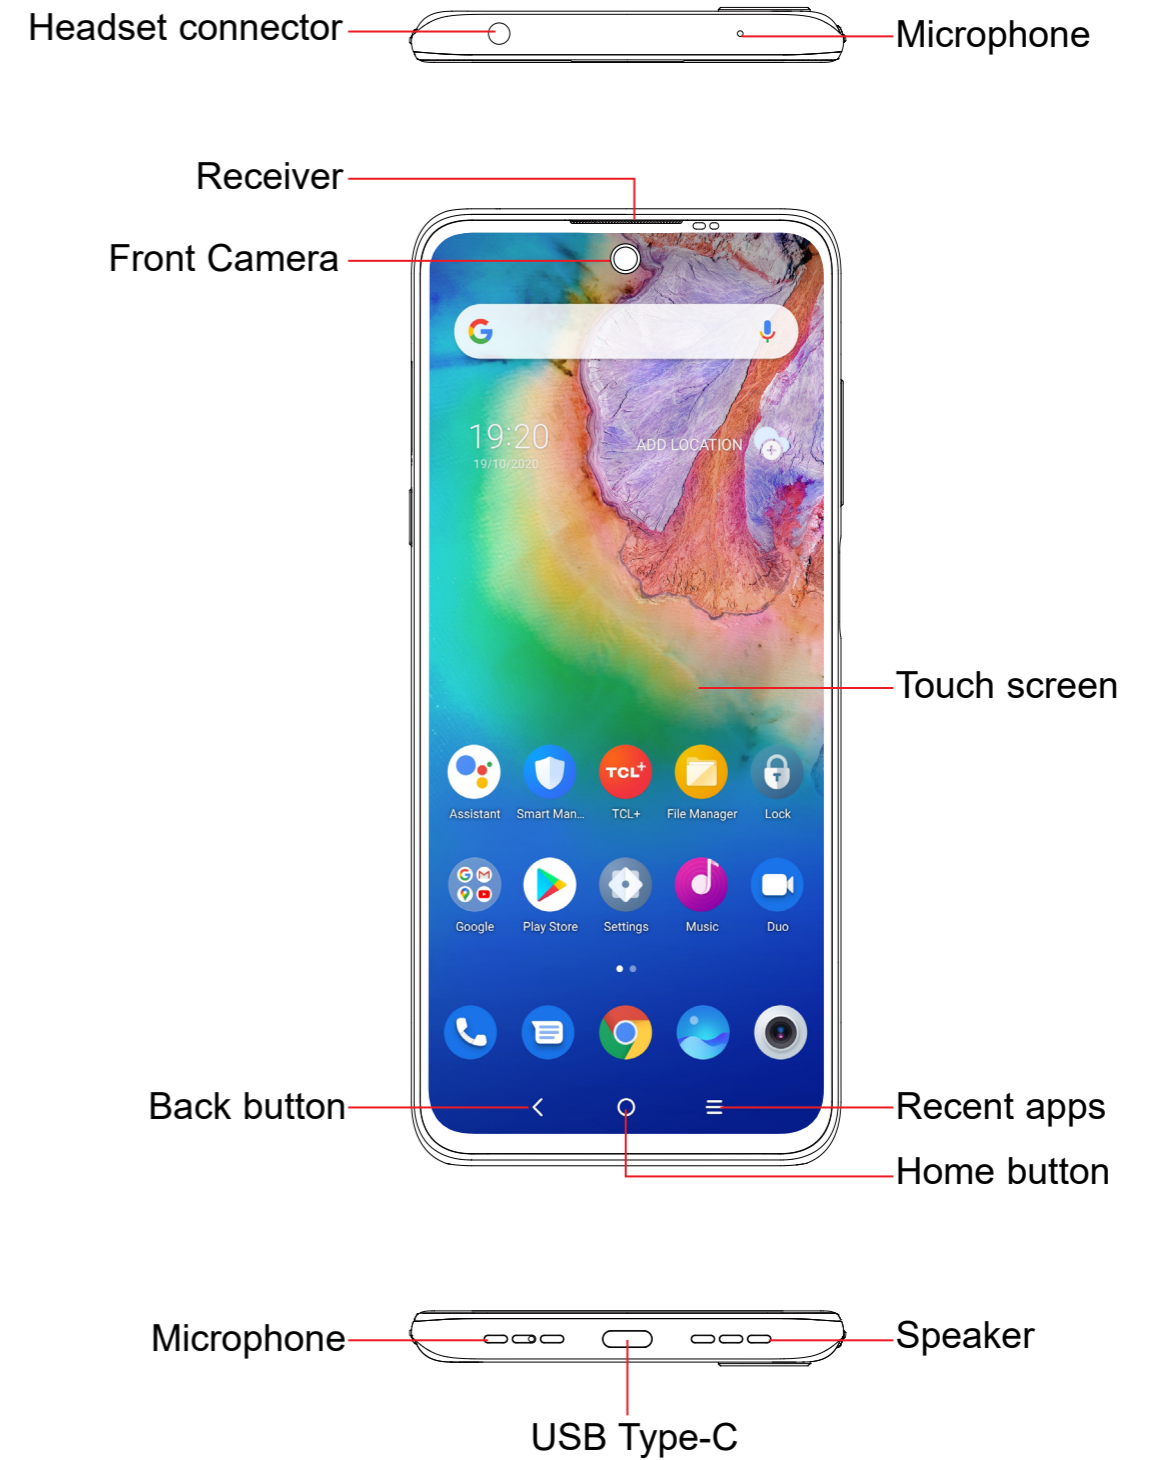 Headset connector
Microphone
Receiver
Front Camera
19:20
19/10/2020
ADD LOCATION
Touch screen
Assistant
Smart Man...
TCL+
TCL+
File Manager
Lock
Google
Play Store
Settings
Music
Duo
Back button
Recent apps
Home button
Microphone
Speaker
USB Type-C